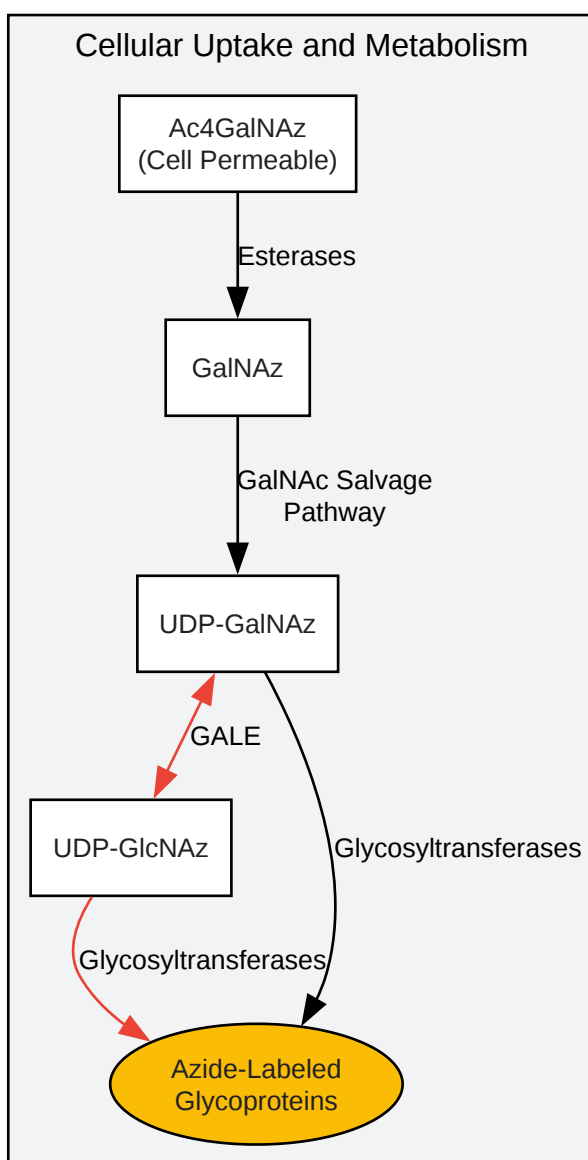 Cellular Uptake and Metabolism
Ac4GalNAz
(Cell Permeable)
Esterases
GalNAz
GalNAc Salvage
Pathway
UDP-GalNAz
GALE
UDP-GlcNAz
Glycosyltransferases
Glycosyltransferases
Azide-Labeled
Glycoproteins